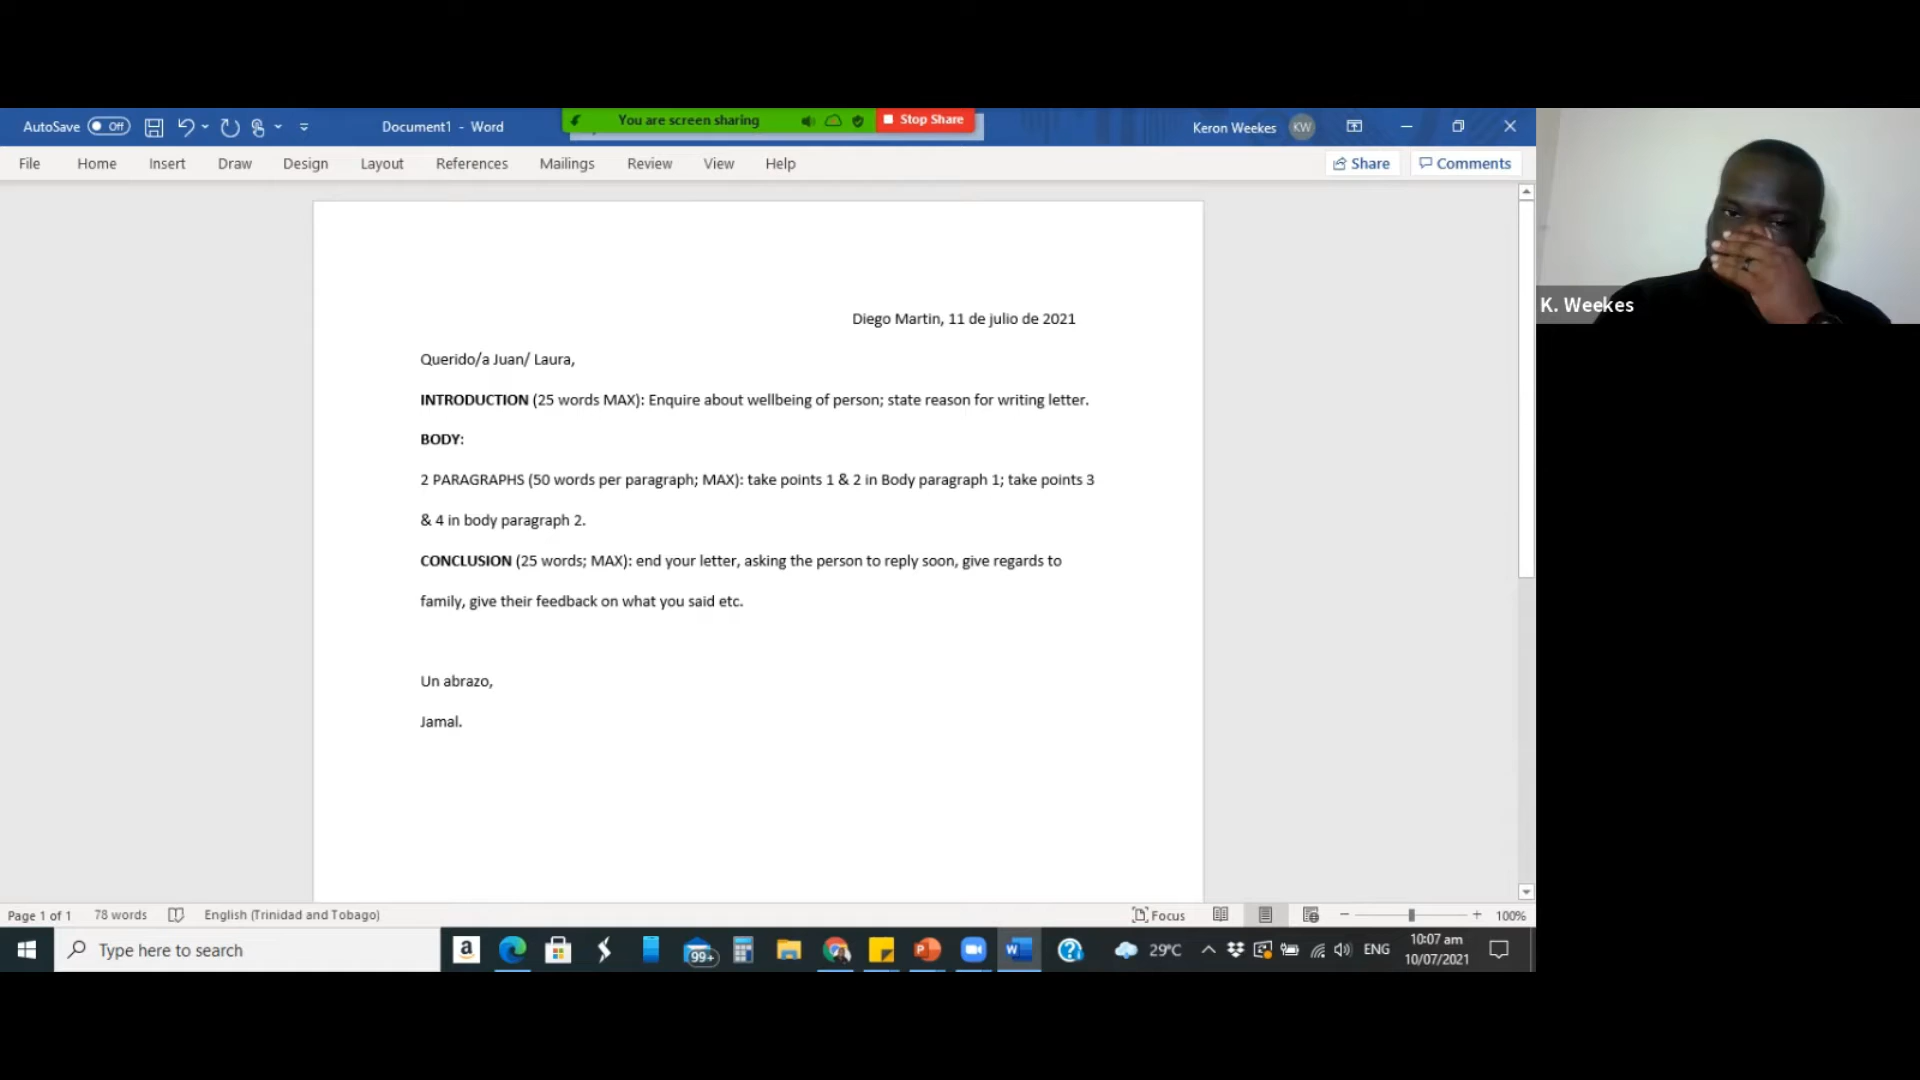 AutoSave Off Document1 - Word You are screen sharing Stop Share Keron Weekes KW
File Home Insert Draw Design Layout References Mailings Review View Help Share Comments
Diego Martin, 11 de julio de 2021
Querido/a Juan/ Laura,
INTRODUCTION (25 words MAX): Enquire about wellbeing of person; state reason for writing letter.
BODY:
2 PARAGRAPHS (50 words per paragraph; MAX): take points 1 & 2 in Body paragraph 1; take points 3
& 4 in body paragraph 2.
CONCLUSION (25 words; MAX): end your letter, asking the person to reply soon, give regards to
family, give their feedback on what you said etc.
Un abrazo,
Jamal.
K. Weekes
Page 1 of 1 78 words English (Trinidad and Tobago) Focus 100%
Type here to search 99+ 29°C ENG 10:07 am
10/07/2021